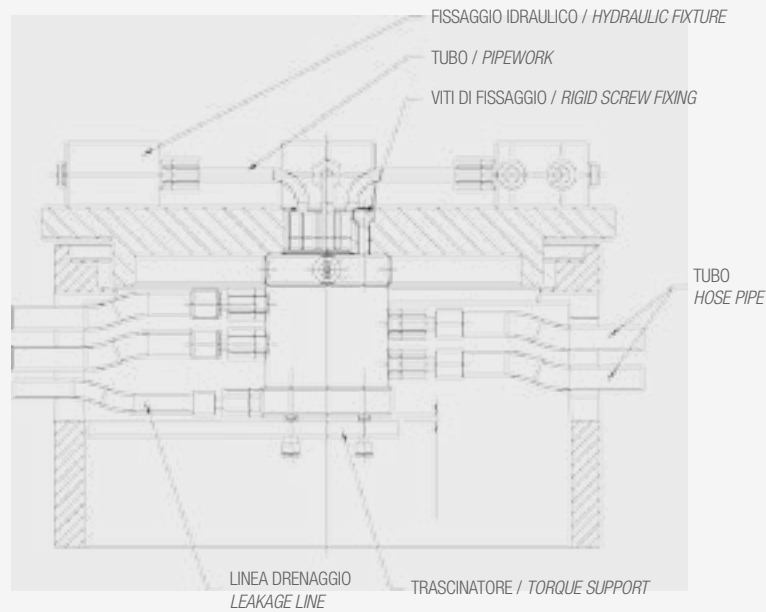 FISSAGGIO IDRAULICO / HYDRAULIC FIXTURE
TUBO / PIPEWORK
VITI DI FISSAGGIO / RIGID SCREW FIXING
TUBO
HOSE PIPE
LINEA DRENAGGIO
LEAKAGE LINE
TRASCINATORE / TORQUE SUPPORT